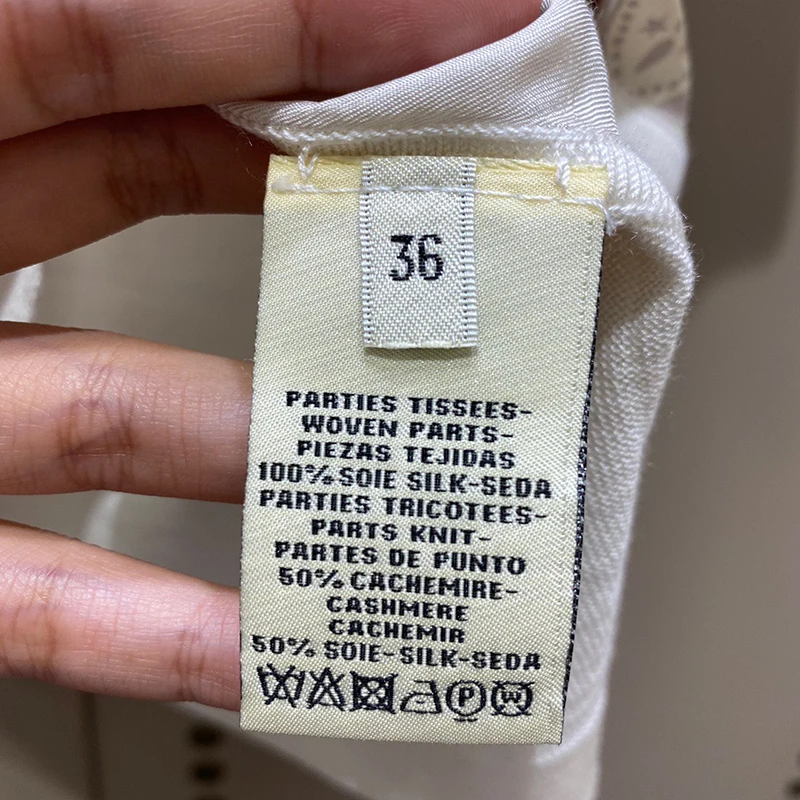 36
PARTIES TISSEES-
WOVEN PARTS-
PIEZAS TEJIDAS
100% SOIE SILK-SEDA
PARTIES TRICOTEES-
PARTS KNIT-
PARTES DE PUNTO
50% CACHEMIRE-
CASHMERE
CACHEMIR
50% SOIE-SILK-SEDA
P W